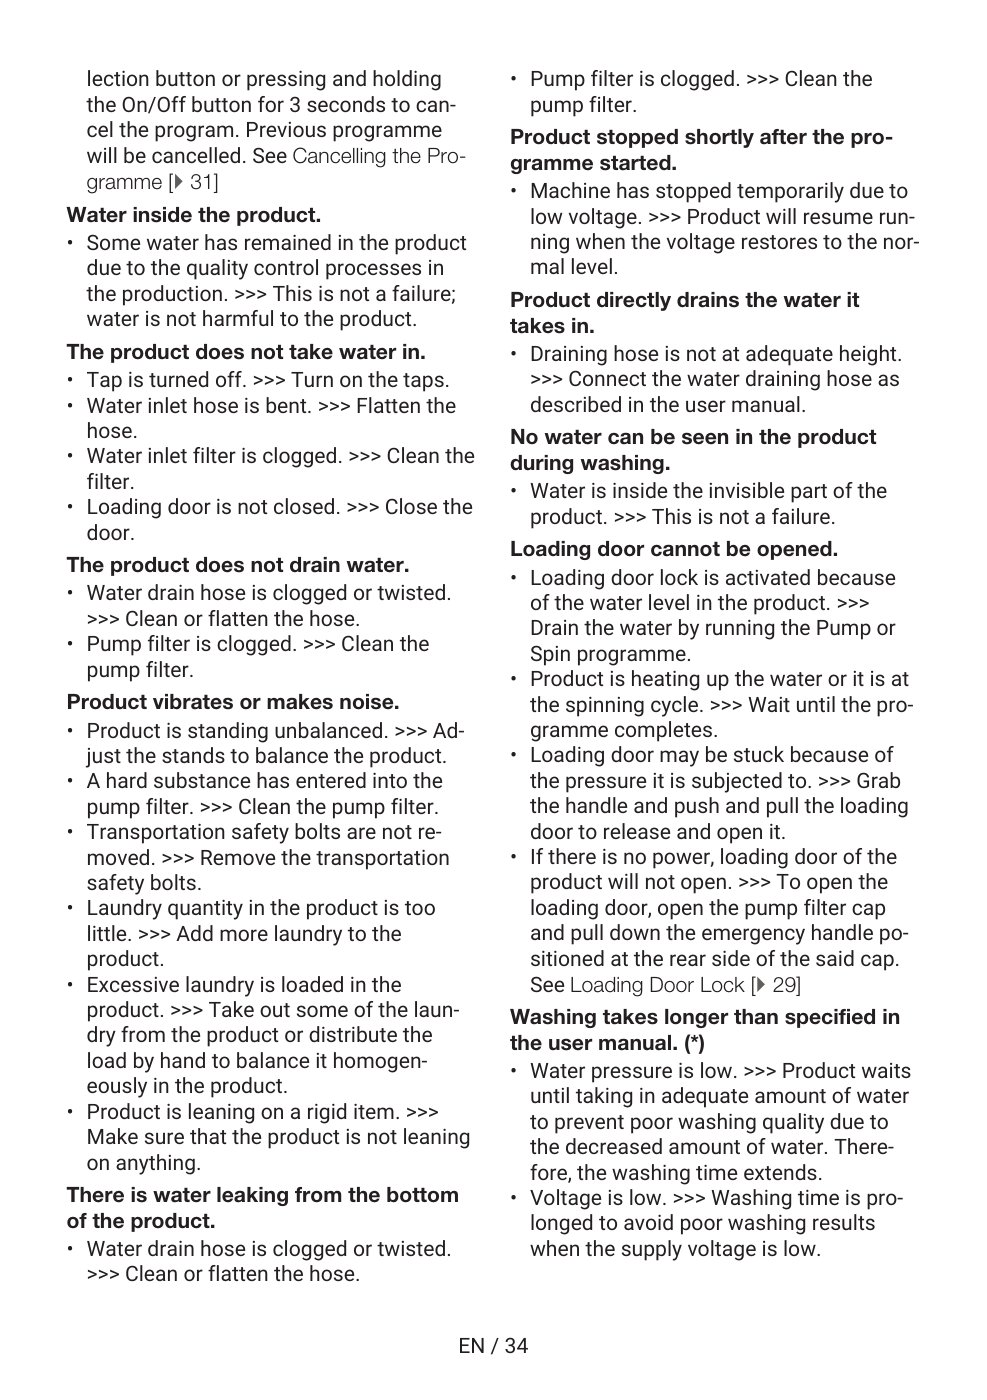 lection button or pressing and holding
the On/Off button for 3 seconds to can-
cel the program. Previous programme
will be cancelled. See Cancelling the Pro-
gramme [▶ 31]
Water inside the product.
• Some water has remained in the product
due to the quality control processes in
the production. >>> This is not a failure;
water is not harmful to the product.
The product does not take water in.
• Tap is turned off. >>> Turn on the taps.
• Water inlet hose is bent. >>> Flatten the
hose.
• Water inlet filter is clogged. >>> Clean the
filter.
• Loading door is not closed. >>> Close the
door.
The product does not drain water.
• Water drain hose is clogged or twisted.
>>> Clean or flatten the hose.
• Pump filter is clogged. >>> Clean the
pump filter.
Product vibrates or makes noise.
• Product is standing unbalanced. >>> Ad-
just the stands to balance the product.
• A hard substance has entered into the
pump filter. >>> Clean the pump filter.
• Transportation safety bolts are not re-
moved. >>> Remove the transportation
safety bolts.
• Laundry quantity in the product is too
little. >>> Add more laundry to the
product.
• Excessive laundry is loaded in the
product. >>> Take out some of the laun-
dry from the product or distribute the
load by hand to balance it homogen-
eously in the product.
• Product is leaning on a rigid item. >>>
Make sure that the product is not leaning
on anything.
There is water leaking from the bottom
of the product.
• Water drain hose is clogged or twisted.
>>> Clean or flatten the hose.
• Pump filter is clogged. >>> Clean the
pump filter.
Product stopped shortly after the pro-
gramme started.
• Machine has stopped temporarily due to
low voltage. >>> Product will resume run-
ning when the voltage restores to the nor-
mal level.
Product directly drains the water it
takes in.
• Draining hose is not at adequate height.
>>> Connect the water draining hose as
described in the user manual.
No water can be seen in the product
during washing.
• Water is inside the invisible part of the
product. >>> This is not a failure.
Loading door cannot be opened.
• Loading door lock is activated because
of the water level in the product. >>>
Drain the water by running the Pump or
Spin programme.
• Product is heating up the water or it is at
the spinning cycle. >>> Wait until the pro-
gramme completes.
• Loading door may be stuck because of
the pressure it is subjected to. >>> Grab
the handle and push and pull the loading
door to release and open it.
• If there is no power, loading door of the
product will not open. >>> To open the
loading door, open the pump filter cap
and pull down the emergency handle po-
sitioned at the rear side of the said cap.
See Loading Door Lock [▶ 29]
Washing takes longer than specified in
the user manual. (*)
• Water pressure is low. >>> Product waits
until taking in adequate amount of water
to prevent poor washing quality due to
the decreased amount of water. There-
fore, the washing time extends.
• Voltage is low. >>> Washing time is pro-
longed to avoid poor washing results
when the supply voltage is low.
EN / 34